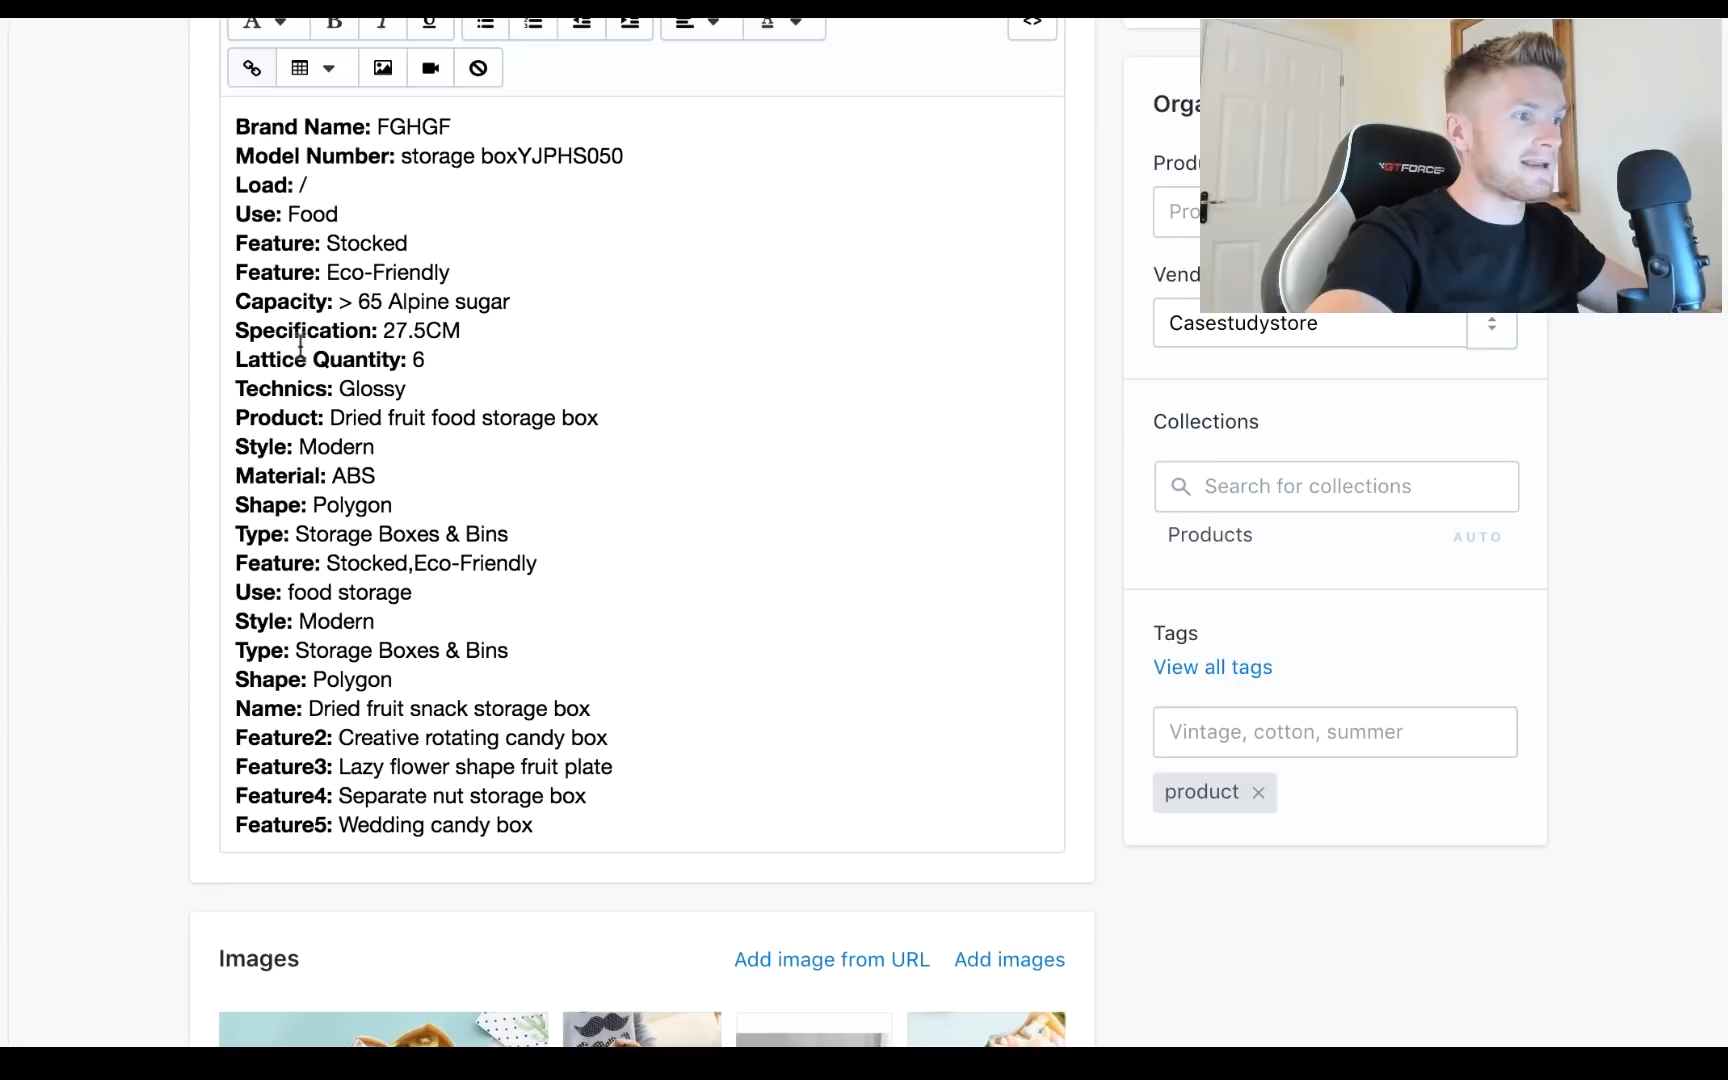 A B I U A <>
Brand Name: FGHGF
Model Number: storage boxYJPHS050
Load: /
Use: Food
Feature: Stocked
Feature: Eco-Friendly
Capacity: > 65 Alpine sugar
Specification: 27.5CM
Lattice Quantity: 6
Technics: Glossy
Product: Dried fruit food storage box
Style: Modern
Material: ABS
Shape: Polygon
Type: Storage Boxes & Bins
Feature: Stocked,Eco-Friendly
Use: food storage
Style: Modern
Type: Storage Boxes & Bins
Shape: Polygon
Name: Dried fruit snack storage box
Feature2: Creative rotating candy box
Feature3: Lazy flower shape fruit plate
Feature4: Separate nut storage box
Feature5: Wedding candy box
Images
Add image from URL
Add images
Orga
Produ
Pro
Vend
Casestudystore
GTFORCE
Collections
Search for collections
Products
AUTO
Tags
View all tags
Vintage, cotton, summer
product